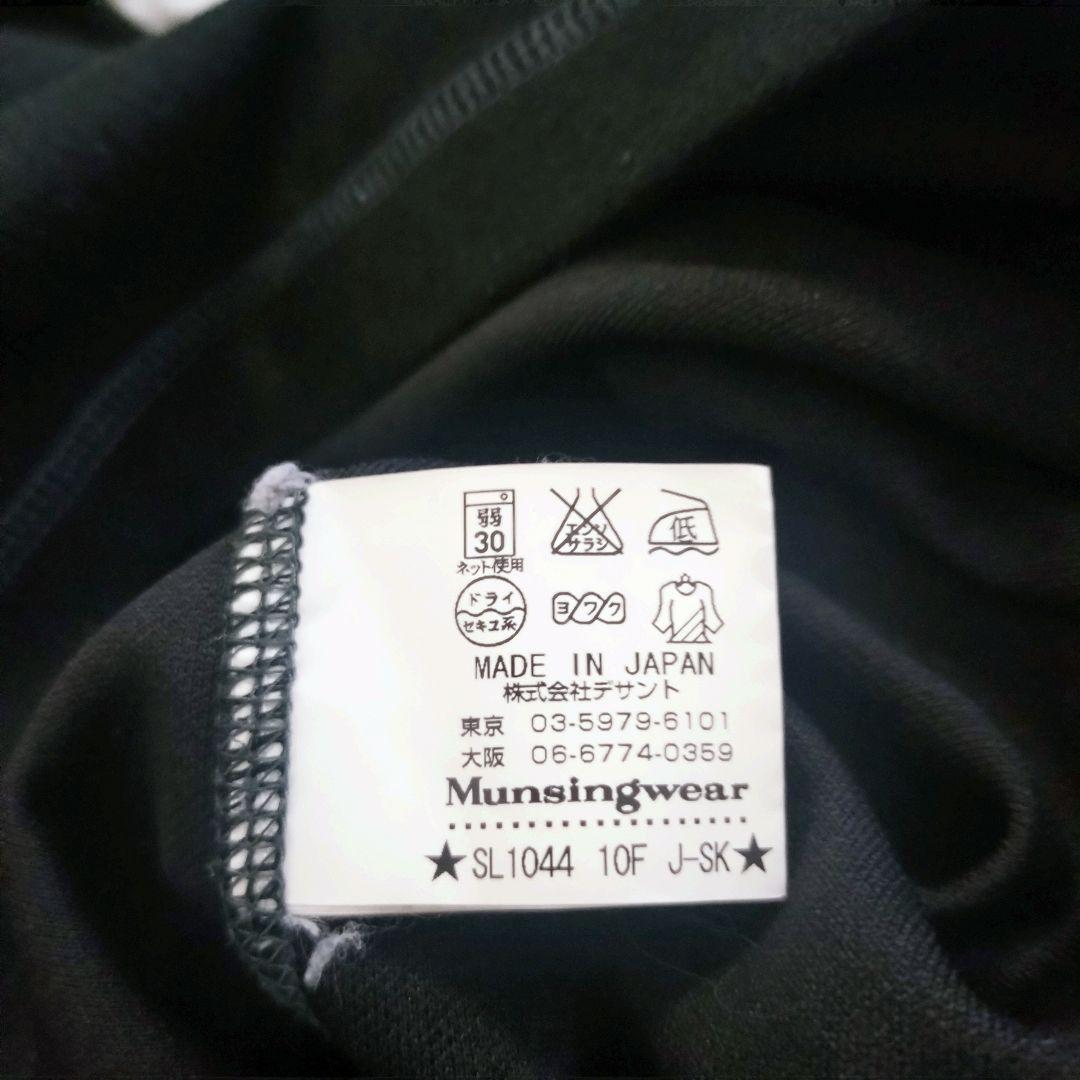 弱
30
ネット使用
エンソ
サラシ
低
ドライ
セキユ系
ヨワク
MADE IN JAPAN
株式会社デサント
東京 03-5979-6101
大阪 06-6774-0359
Munsingwear
★SL1044 10F J-SK★